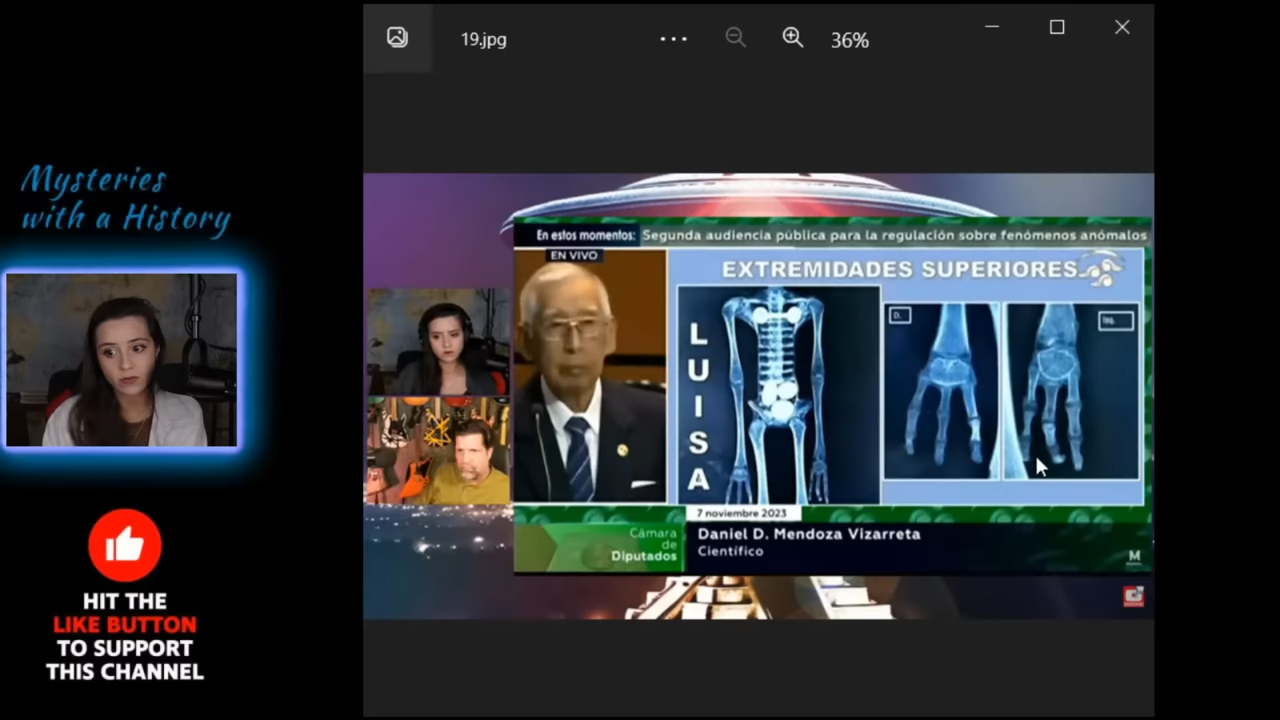 19.jpg
36%
Mysteries
with a History
En estos momentos: Segunda audiencia pública para la regulación sobre fenómenos anómalos
EN VIVO
EXTREMIDADES SUPERIORES
D.
L
U
I
S
A
7 noviembre 2023
Cámara
de
Diputados
Daniel D. Mendoza Vizarreta
Científico
M
HIT THE
LIKE BUTTON
TO SUPPORT
THIS CHANNEL